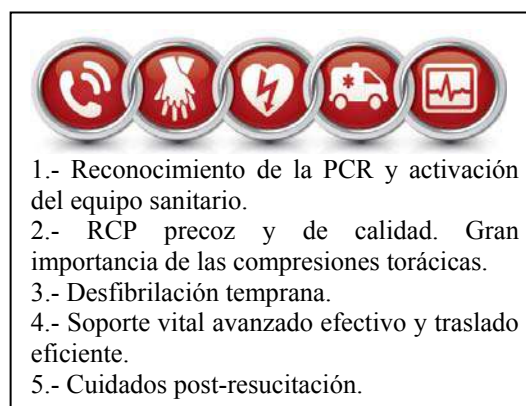 1.- Reconocimiento de la PCR y activación
del equipo sanitario.
2.- RCP precoz y de calidad. Gran
importancia de las compresiones torácicas.
3.- Desfibrilación temprana.
4.- Soporte vital avanzado efectivo y traslado
eficiente.
5.- Cuidados post-resucitación.